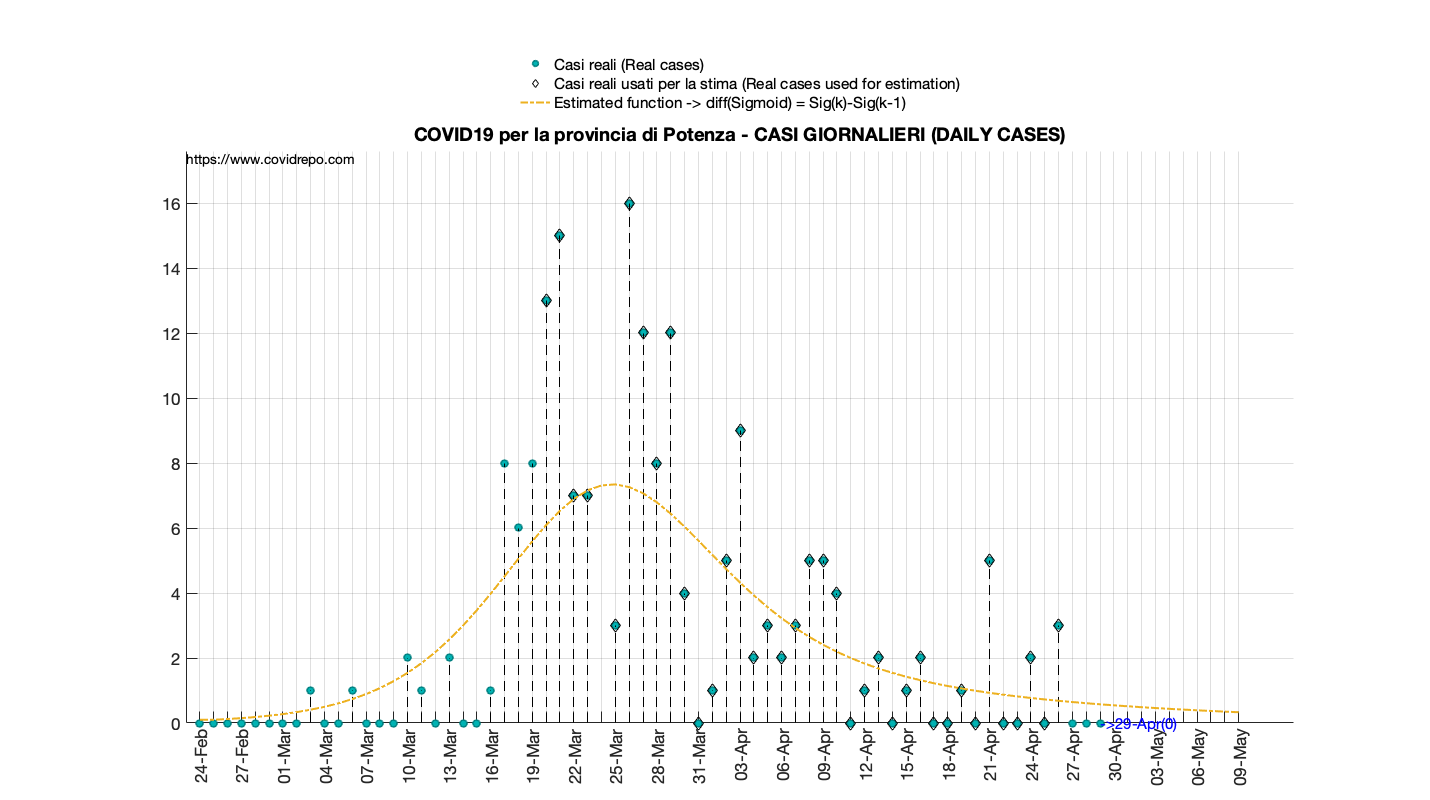 Casi reali (Real cases)
Casi reali usati per la stima (Real cases used for estimation)
Estimated function -> diff(Sigmoid) = Sig(k)-Sig(k-1)
COVID19 per la provincia di Potenza - CASI GIORNALIERI (DAILY CASES)
https://www.covidrepo.com
16
14
12
10
8
6
4
2
0
->29-Apr(0)
24-Feb
27-Feb
01-Mar
04-Mar
07-Mar
10-Mar
13-Mar
16-Mar
19-Mar
22-Mar
25-Mar
28-Mar
31-Mar
03-Apr
06-Apr
09-Apr
12-Apr
15-Apr
18-Apr
21-Apr
24-Apr
27-Apr
30-Apr
03-May
06-May
09-May